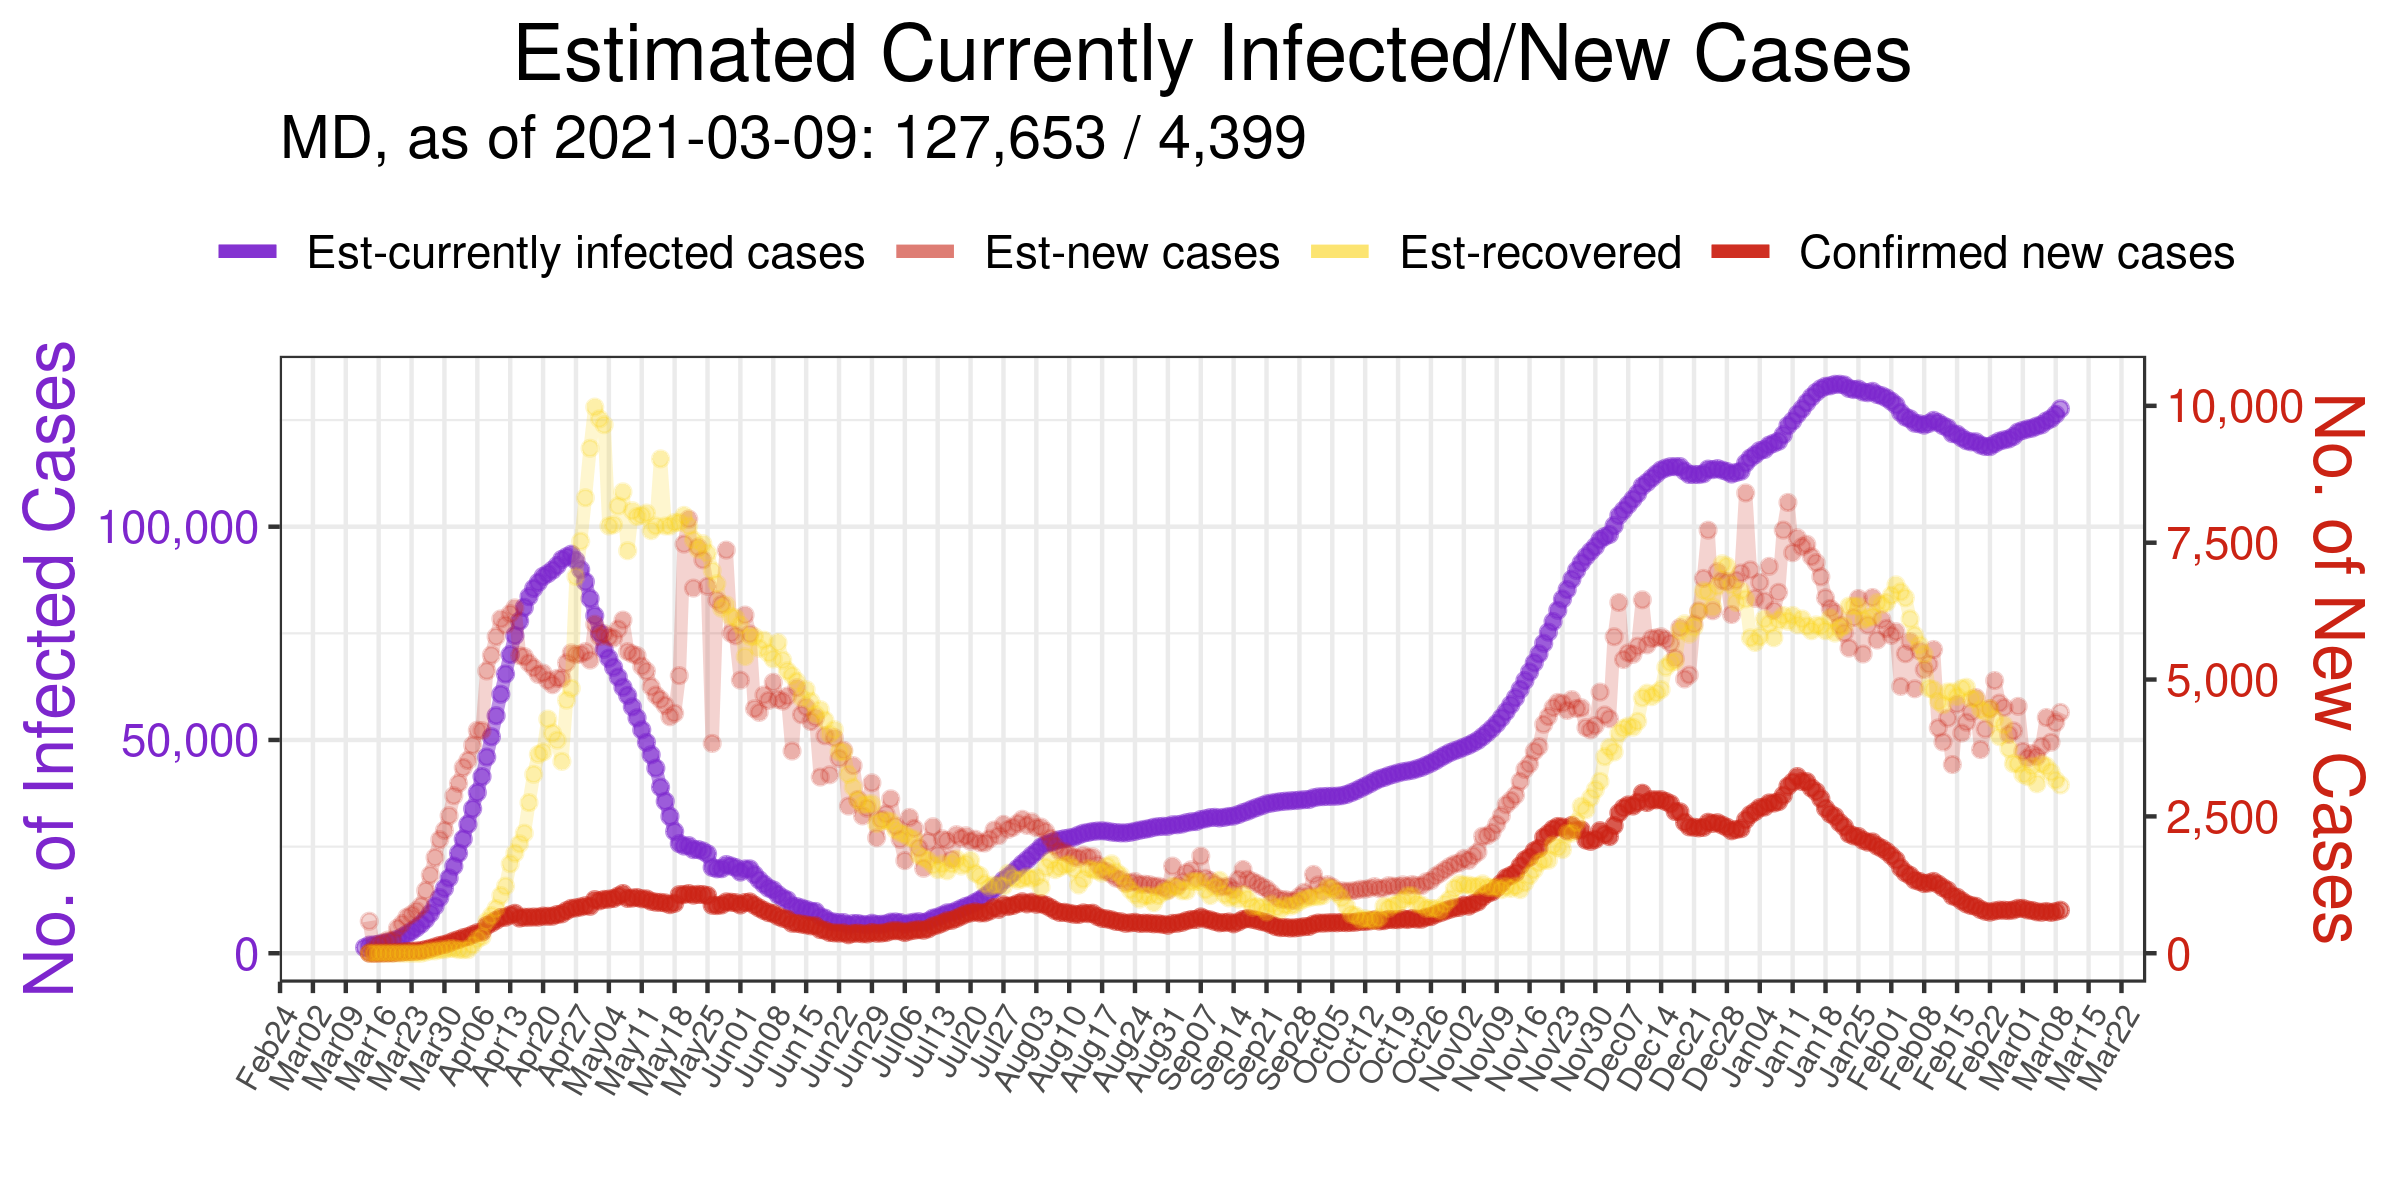 Estimated Currently Infected/New Cases
MD, as of 2021-03-09: 127,653 / 4,399
Est-currently infected cases Est-new cases Est-recovered Confirmed new cases
No. of Infected Cases
100,000
50,000
0
10,000
7,500
5,000
2,500
0
No. of New Cases
Feb24 Mar02 Mar09 Mar16 Mar23 Mar30 Apr06 Apr13 Apr20 Apr27 May04 May11 May18 May25 Jun01 Jun08 Jun15 Jun22 Jun29 Jul06 Jul13 Jul20 Jul27 Aug03 Aug10 Aug17 Aug24 Aug31 Sep07 Sep14 Sep21 Sep28 Oct05 Oct12 Oct19 Oct26 Nov02 Nov09 Nov16 Nov23 Nov30 Dec07 Dec14 Dec21 Dec28 Jan04 Jan11 Jan18 Jan25 Feb01 Feb08 Feb15 Feb22 Mar01 Mar08 Mar15 Mar22